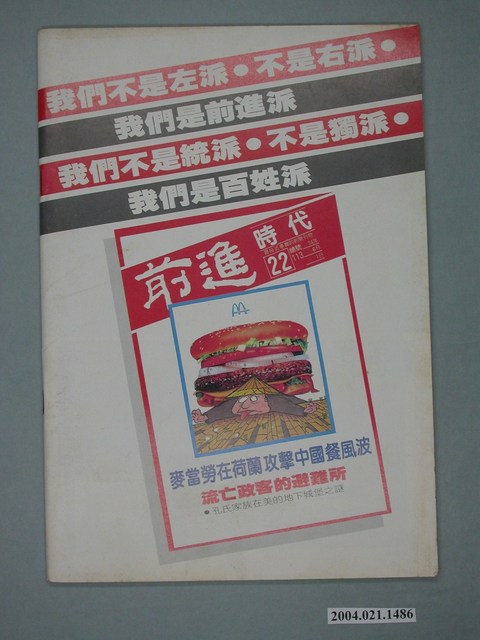 我們不是左派●不是右派●
我們是前進派
我們不是統派●不是獨派●
我們是百姓派
前進
時代
22
麥當勞在荷蘭攻擊中國餐風波
流亡政客的避難所
●孔氏家族在美的地下城堡之謎
2004.021.1486